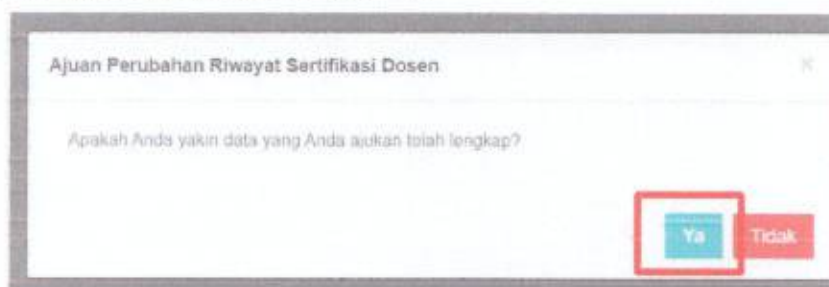 Ajuan Perubahan Riwayat Sertifikasi Dosen
Apakah Anda yakin data yang Anda ajukan telah lengkap?
Ya Tidak